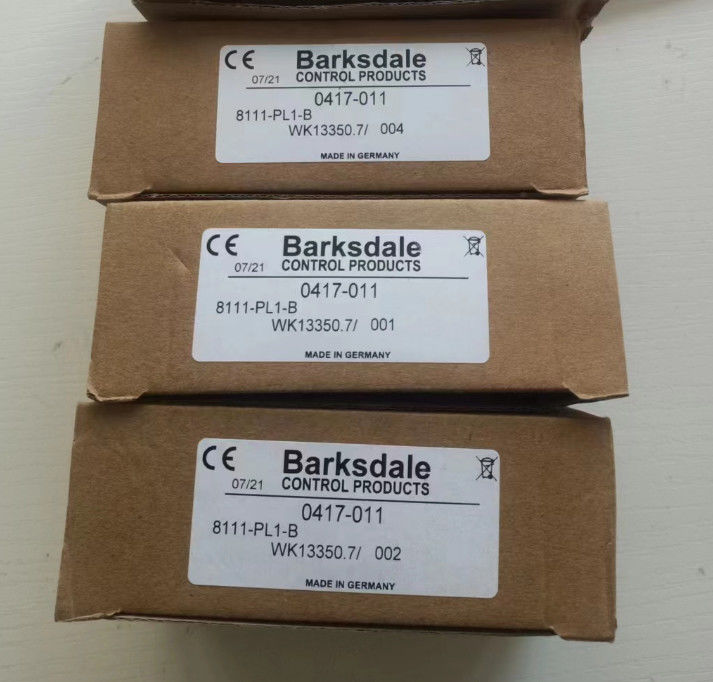 CE Barksdale
07/21 CONTROL PRODUCTS
0417-011
8111-PL1-B
WK13350.7/ 004
MADE IN GERMANY
CE Barksdale
07/21 CONTROL PRODUCTS
0417-011
8111-PL1-B
WK13350.7/ 001
MADE IN GERMANY
CE Barksdale
07/21 CONTROL PRODUCTS
0417-011
8111-PL1-B
WK13350.7/ 002
MADE IN GERMANY